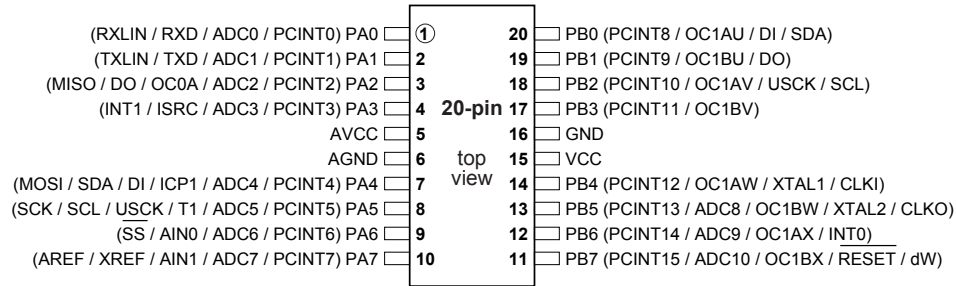 (RXLIN / RXD / ADC0 / PCINT0) PA0 1 20 PB0 (PCINT8 / OC1AU / DI / SDA)
(TXLIN / TXD / ADC1 / PCINT1) PA1 2 19 PB1 (PCINT9 / OC1BU / DO)
(MISO / DO / OC0A / ADC2 / PCINT2) PA2 3 18 PB2 (PCINT10 / OC1AV / USCK / SCL)
(INT1 / ISRC / ADC3 / PCINT3) PA3 4 20-pin 17 PB3 (PCINT11 / OC1BV)
AVCC 5 16 GND
AGND 6 top 15 VCC
view
(MOSI / SDA / DI / ICP1 / ADC4 / PCINT4) PA4 7 14 PB4 (PCINT12 / OC1AW / XTAL1 / CLKI)
(SCK / SCL / USCK / T1 / ADC5 / PCINT5) PA5 8 13 PB5 (PCINT13 / ADC8 / OC1BW / XTAL2 / CLKO)
(SS / AIN0 / ADC6 / PCINT6) PA6 9 12 PB6 (PCINT14 / ADC9 / OC1AX / INT0)
(AREF / XREF / AIN1 / ADC7 / PCINT7) PA7 10 11 PB7 (PCINT15 / ADC10 / OC1BX / RESET / dW)